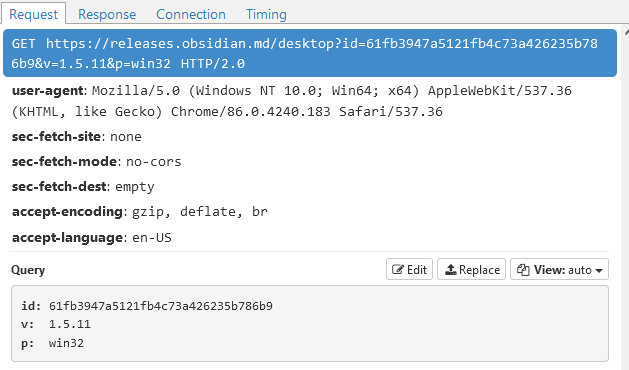 Request Response Connection Timing
GET https://releases.obsidian.md/desktop?id=61fb3947a5121fb4c73a426235b78
6b9&v=1.5.11&p=win32 HTTP/2.0
user-agent: Mozilla/5.0 (Windows NT 10.0; Win64; x64) AppleWebKit/537.36
(KHTML, like Gecko) Chrome/86.0.4240.183 Safari/537.36
sec-fetch-site: none
sec-fetch-mode: no-cors
sec-fetch-dest: empty
accept-encoding: gzip, deflate, br
accept-language: en-US
Query Edit Replace View: auto
id: 61fb3947a5121fb4c73a426235b786b9
v: 1.5.11
p: win32